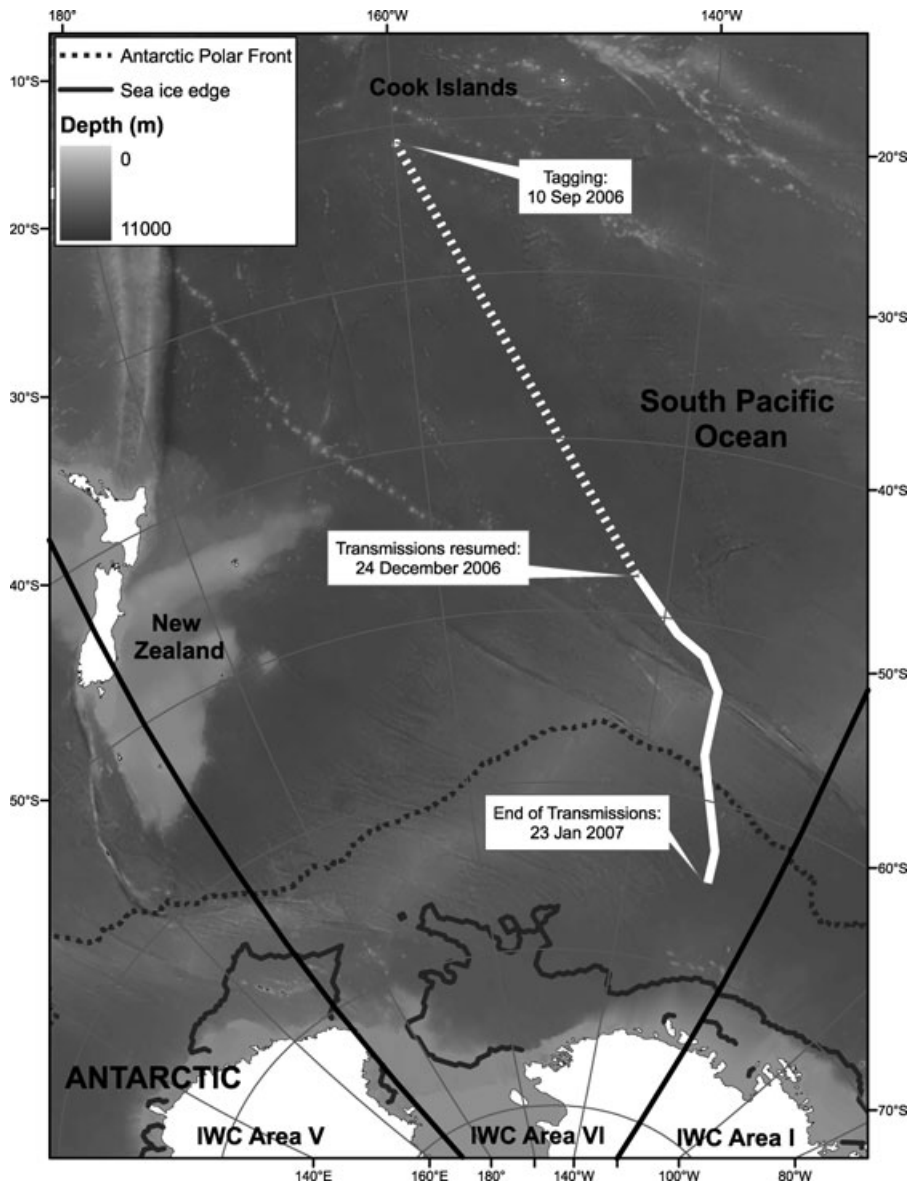 180°
160°W
140°W
Antarctic Polar Front
Sea ice edge
Depth (m)
0
11000
10°S
20°S
30°S
40°S
50°S
Cook Islands
Tagging:
10 Sep 2006
20°S
30°S
40°S
50°S
60°S
70°S
South Pacific
Ocean
Transmissions resumed:
24 December 2006
New
Zealand
End of Transmissions:
23 Jan 2007
ANTARCTIC
IWC Area V
IWC Area VI
IWC Area I
140°E
160°E
180°
140°W
100°W
80°W